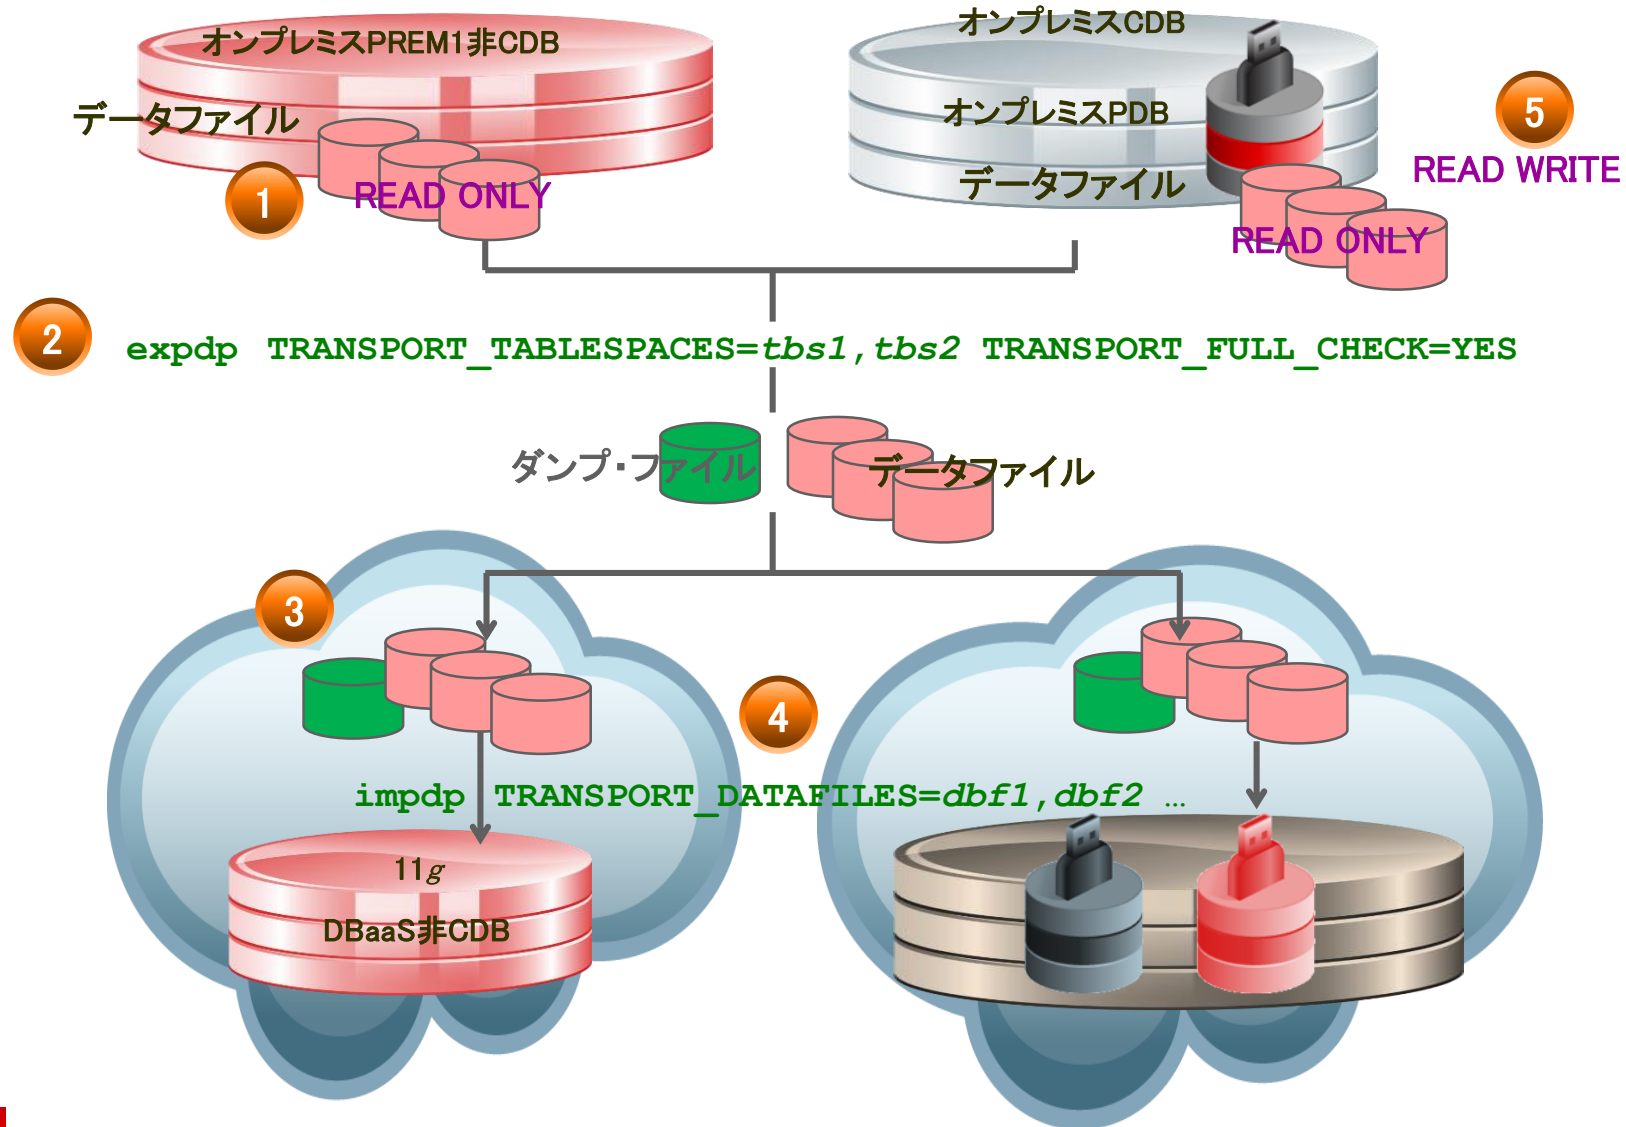 オンプレミスPREM1非CDB
データファイル
1
READ ONLY
オンプレミスCDB
オンプレミスPDB
データファイル
READ ONLY
5
READ WRITE
2
expdp TRANSPORT_TABLESPACES=tbs1,tbs2 TRANSPORT_FULL_CHECK=YES
ダンプ・ファイル
データファイル
3
4
impdp TRANSPORT_DATAFILES=dbf1,dbf2 …
11g
DBaaS非CDB